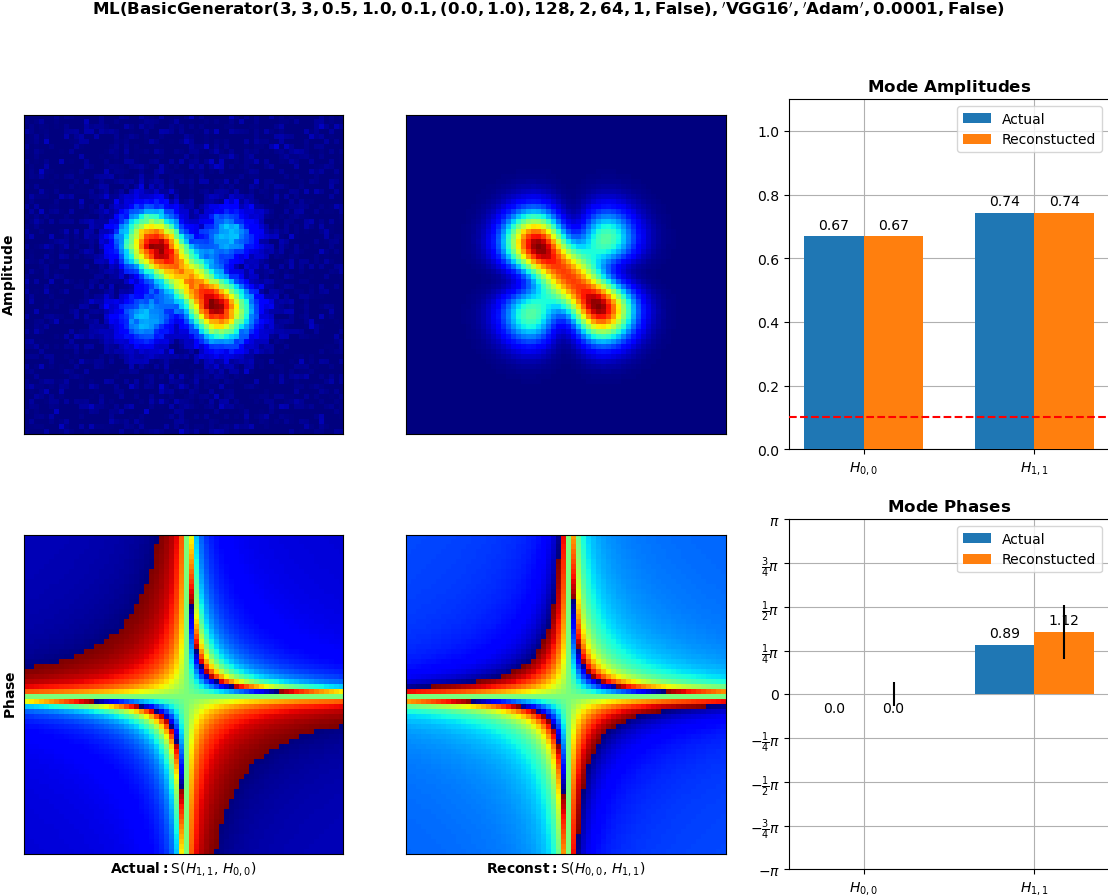 ML(BasicGenerator(3, 3, 0.5, 1.0, 0.1, (0.0, 1.0), 128, 2, 64, 1, False), ′VGG16′, ′Adam′, 0.0001, False)
Amplitude
Mode Amplitudes
Actual
Reconstucted
1.0
0.8
0.6
0.4
0.2
0.0
0.67
0.67
0.74
0.74
H0,0
H1,1
Phase
Actual: S(H1,1, H0,0)
Reconst: S(H0,0, H1,1)
Mode Phases
Actual
Reconstucted
π
3/4π
1/2π
1/4π
0
−1/4π
−1/2π
−3/4π
−π
0.0
0.0
0.89
1.12
H0,0
H1,1